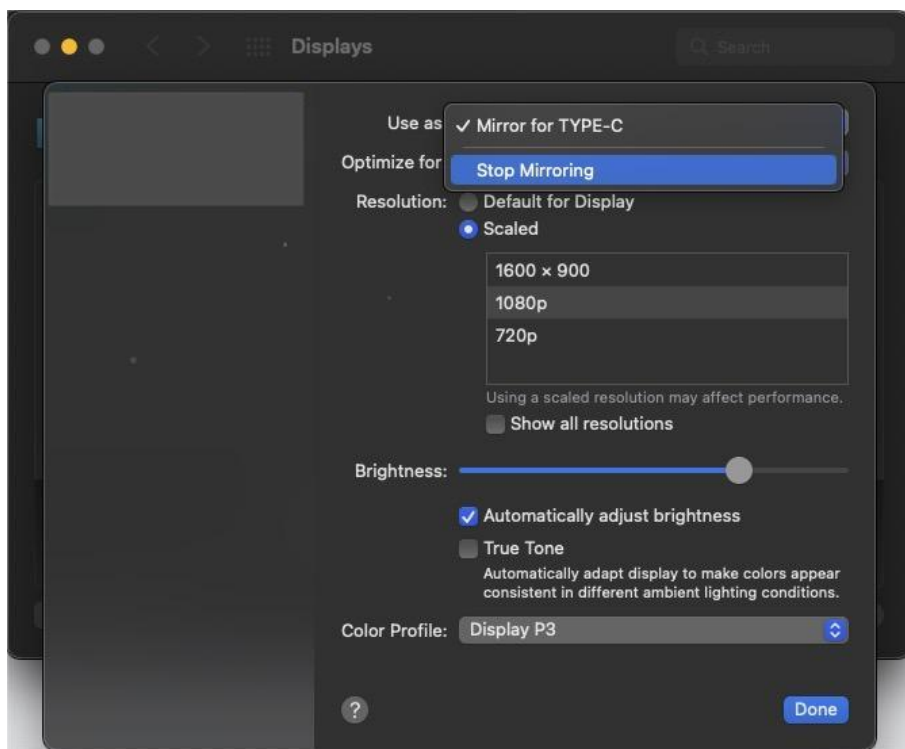 Displays
Search
Use as
✓ Mirror for TYPE-C
Stop Mirroring
Optimize for
Resolution:
Default for Display
Scaled
1600 × 900
1080p
720p
Using a scaled resolution may affect performance.
Show all resolutions
Brightness:
Automatically adjust brightness
True Tone
Automatically adapt display to make colors appear
consistent in different ambient lighting conditions.
Color Profile: Display P3
?
Done